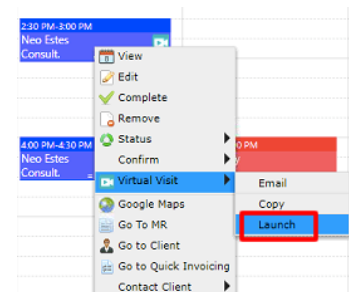 2:30 PM-3:00 PM
Neo Estes
Consult.
View
Edit
Complete
Remove
Status
Confirm
Virtual Visit
Google Maps
Go To MR
Go to Client
Go to Quick Invoicing
Contact Client
4:00 PM-4:30 PM
Neo Estes
Consult.
0 PM
Email
Copy
Launch